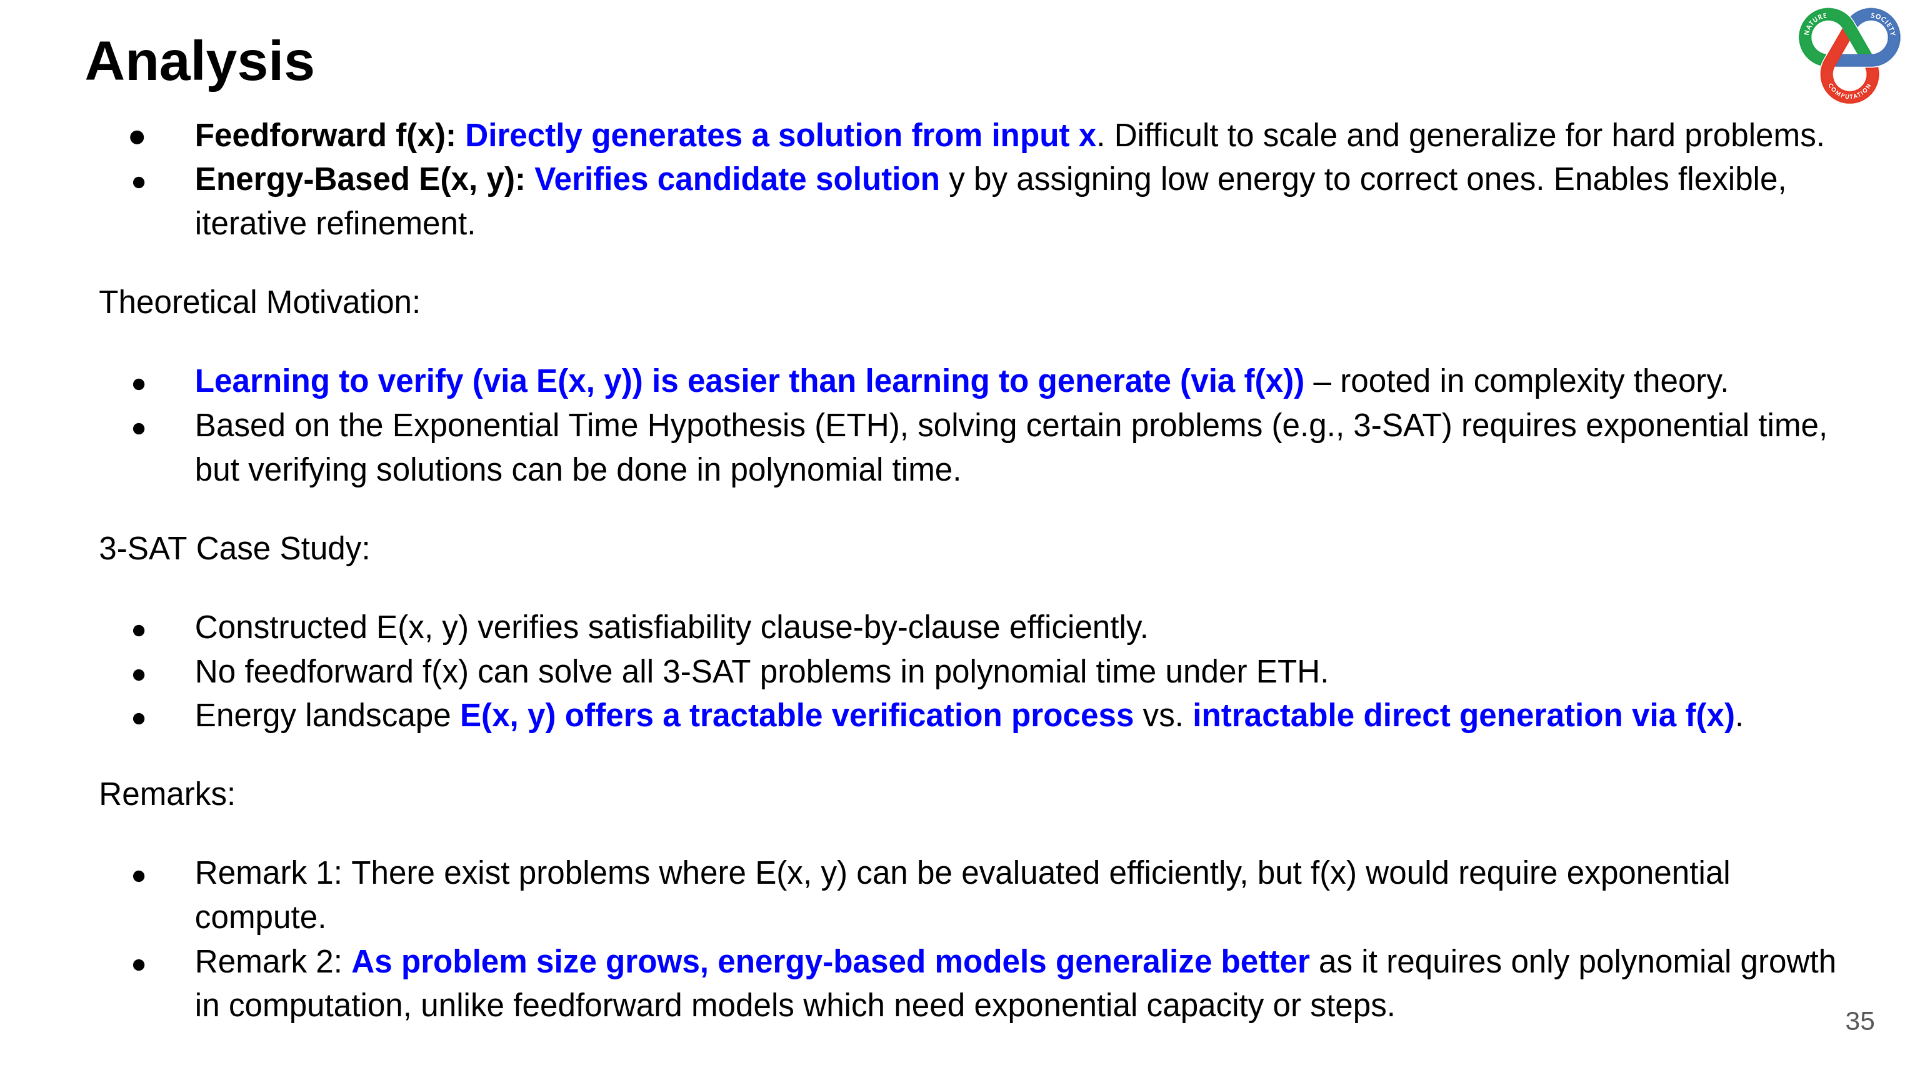 Analysis
NATURE
SOCIETY
COMPUTATION
● Feedforward f(x): Directly generates a solution from input x. Difficult to scale and generalize for hard problems.
● Energy-Based E(x, y): Verifies candidate solution y by assigning low energy to correct ones. Enables flexible,
iterative refinement.
Theoretical Motivation:
● Learning to verify (via E(x, y)) is easier than learning to generate (via f(x)) – rooted in complexity theory.
● Based on the Exponential Time Hypothesis (ETH), solving certain problems (e.g., 3-SAT) requires exponential time,
but verifying solutions can be done in polynomial time.
3-SAT Case Study:
● Constructed E(x, y) verifies satisfiability clause-by-clause efficiently.
● No feedforward f(x) can solve all 3-SAT problems in polynomial time under ETH.
● Energy landscape E(x, y) offers a tractable verification process vs. intractable direct generation via f(x).
Remarks:
● Remark 1: There exist problems where E(x, y) can be evaluated efficiently, but f(x) would require exponential
compute.
● Remark 2: As problem size grows, energy-based models generalize better as it requires only polynomial growth
in computation, unlike feedforward models which need exponential capacity or steps.
35